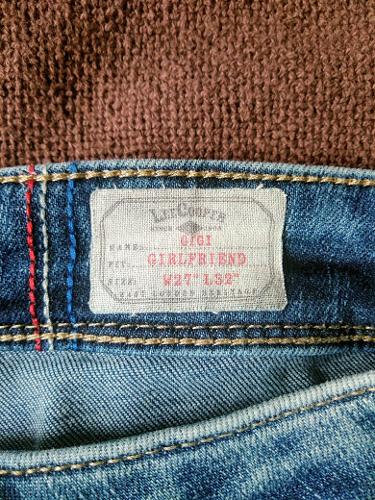 LEE COOPER
SINCE 1908
NAME: GIGI
FIT: GIRLFRIEND
SIZE: W27" L32"
EAST LONDON HERITAGE